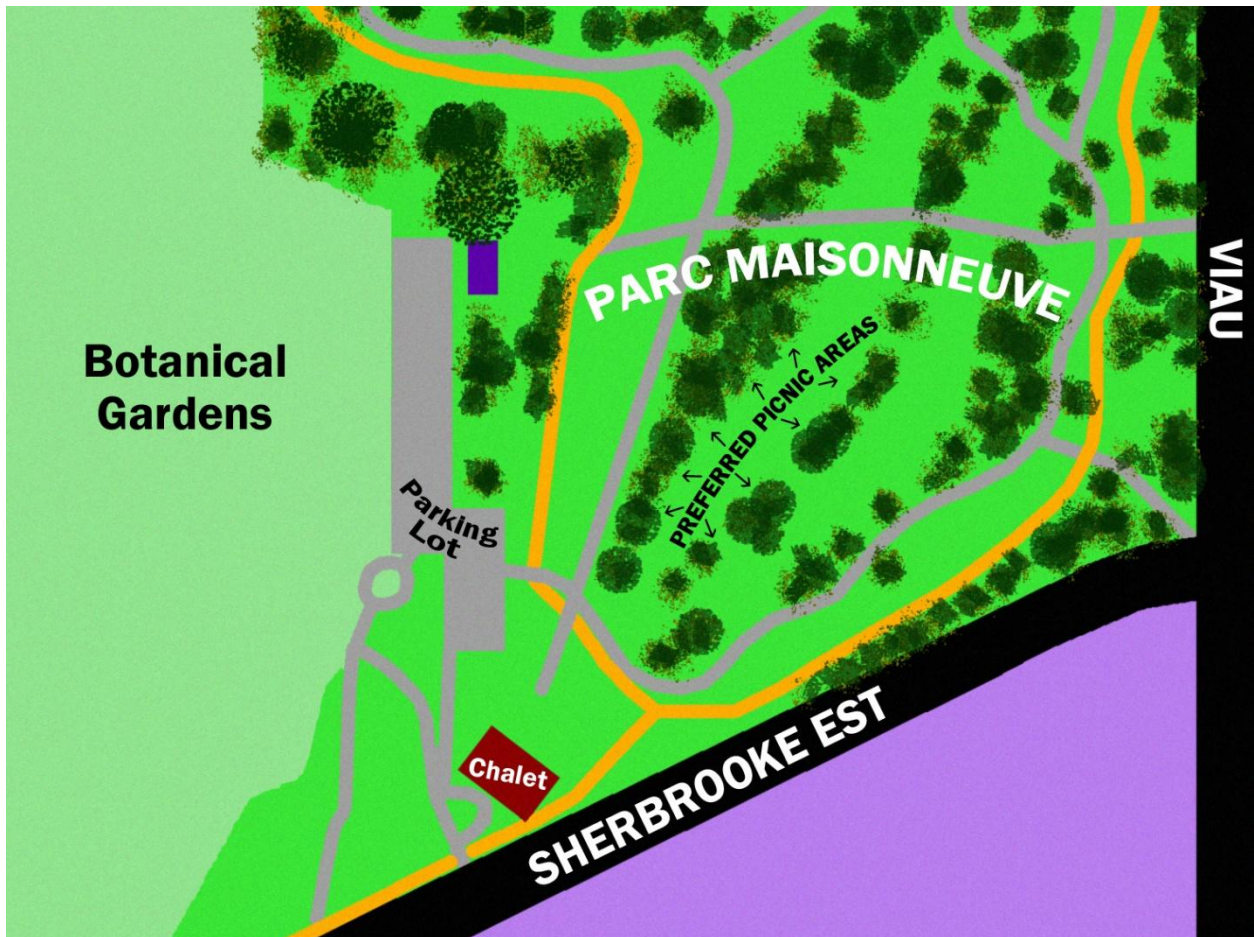 PARC MAISONNEUVE
VIAU
Botanical
Gardens
PREFERRED PICNIC AREAS
Parking
Lot
Chalet
SHERBROOKE EST